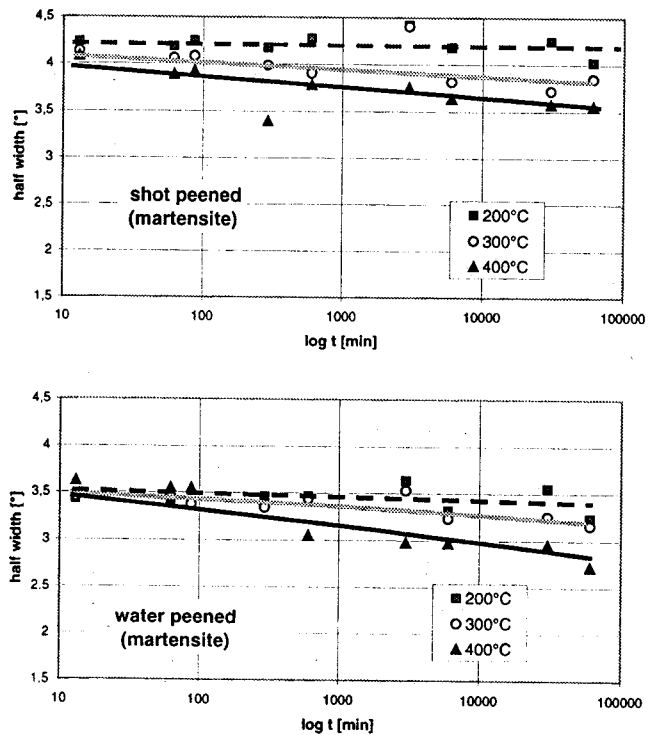 4,5
4
3,5
3
2,5
2
1,5
half width [°]
shot peened
(martensite)
200°C
300°C
400°C
10
100
1000
10000
100000
log t [min]
4,5
4
3,5
3
2,5
2
1,5
half width [°]
water peened
(martensite)
200°C
300°C
400°C
10
100
1000
10000
100000
log t [min]